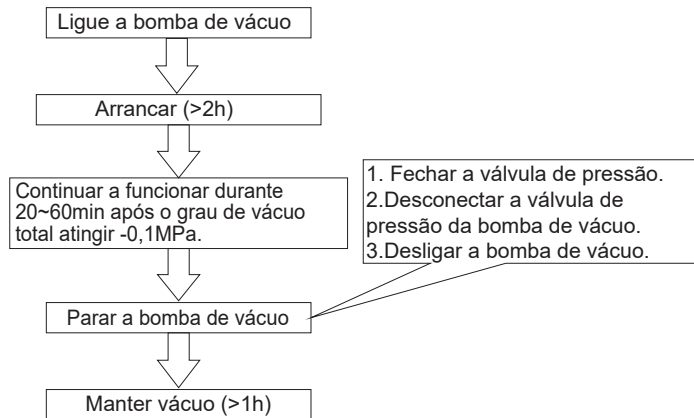 Ligue a bomba de vácuo
Arrancar (>2h)
Continuar a funcionar durante
20~60min após o grau de vácuo
total atingir -0,1MPa.
1. Fechar a válvula de pressão.
2.Desconectar a válvula de
pressão da bomba de vácuo.
3.Desligar a bomba de vácuo.
Parar a bomba de vácuo
Manter vácuo (>1h)